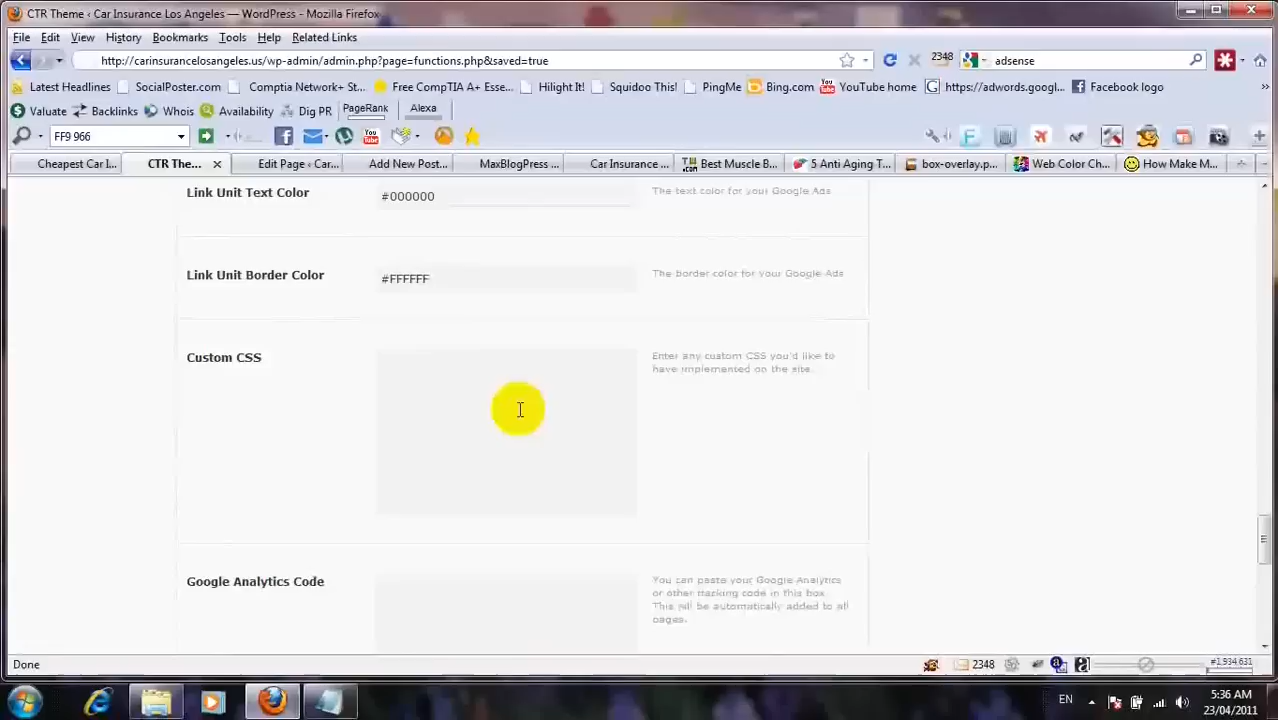 CTR Theme ‹ Car Insurance Los Angeles — WordPress - Mozilla Firefox
File Edit View History Bookmarks Tools Help Related Links
http://carinsurancelosangeles.us/wp-admin/admin.php?page=functions.php&saved=true 2348 adsense
Latest Headlines SocialPoster.com Comptia Network+ St... Free CompTIA A+ Esse... Hilight It! Squidoo This! PingMe Bing.com YouTube home https://adwords.googl... Facebook logo
Valuate Backlinks Whois Availability Dig PR PageRank Alexa
FF9 966
Cheapest Car I... CTR The... Edit Page ‹ Car... Add New Post... MaxBlogPress ... Car Insurance ... Best Muscle B... 5 Anti Aging T... box-overlay.p... Web Color Ch... How Make M...
Link Unit Text Color #000000 The text color for your Google Ads
Link Unit Border Color #FFFFFF The border color for your Google Ads
Custom CSS Enter any custom CSS you'd like to
have implemented on the site.
Google Analytics Code You can paste your Google Analytics
or other tracking code in this box.
This will be automatically added to all
pages.
Done 2348 #1,934,631
EN 5:36 AM
23/04/2011